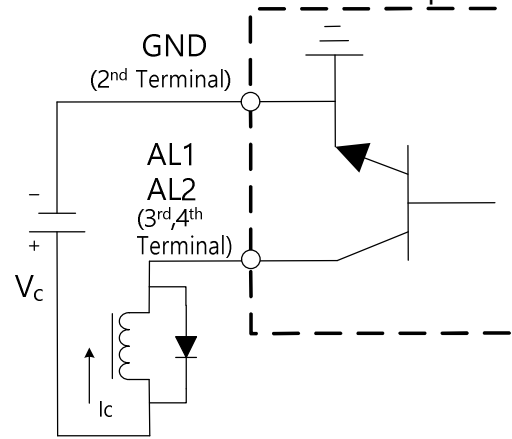 GND
(2nd Terminal)
AL1
AL2
(3rd,4th
Terminal)
−
+
Vc
Ic